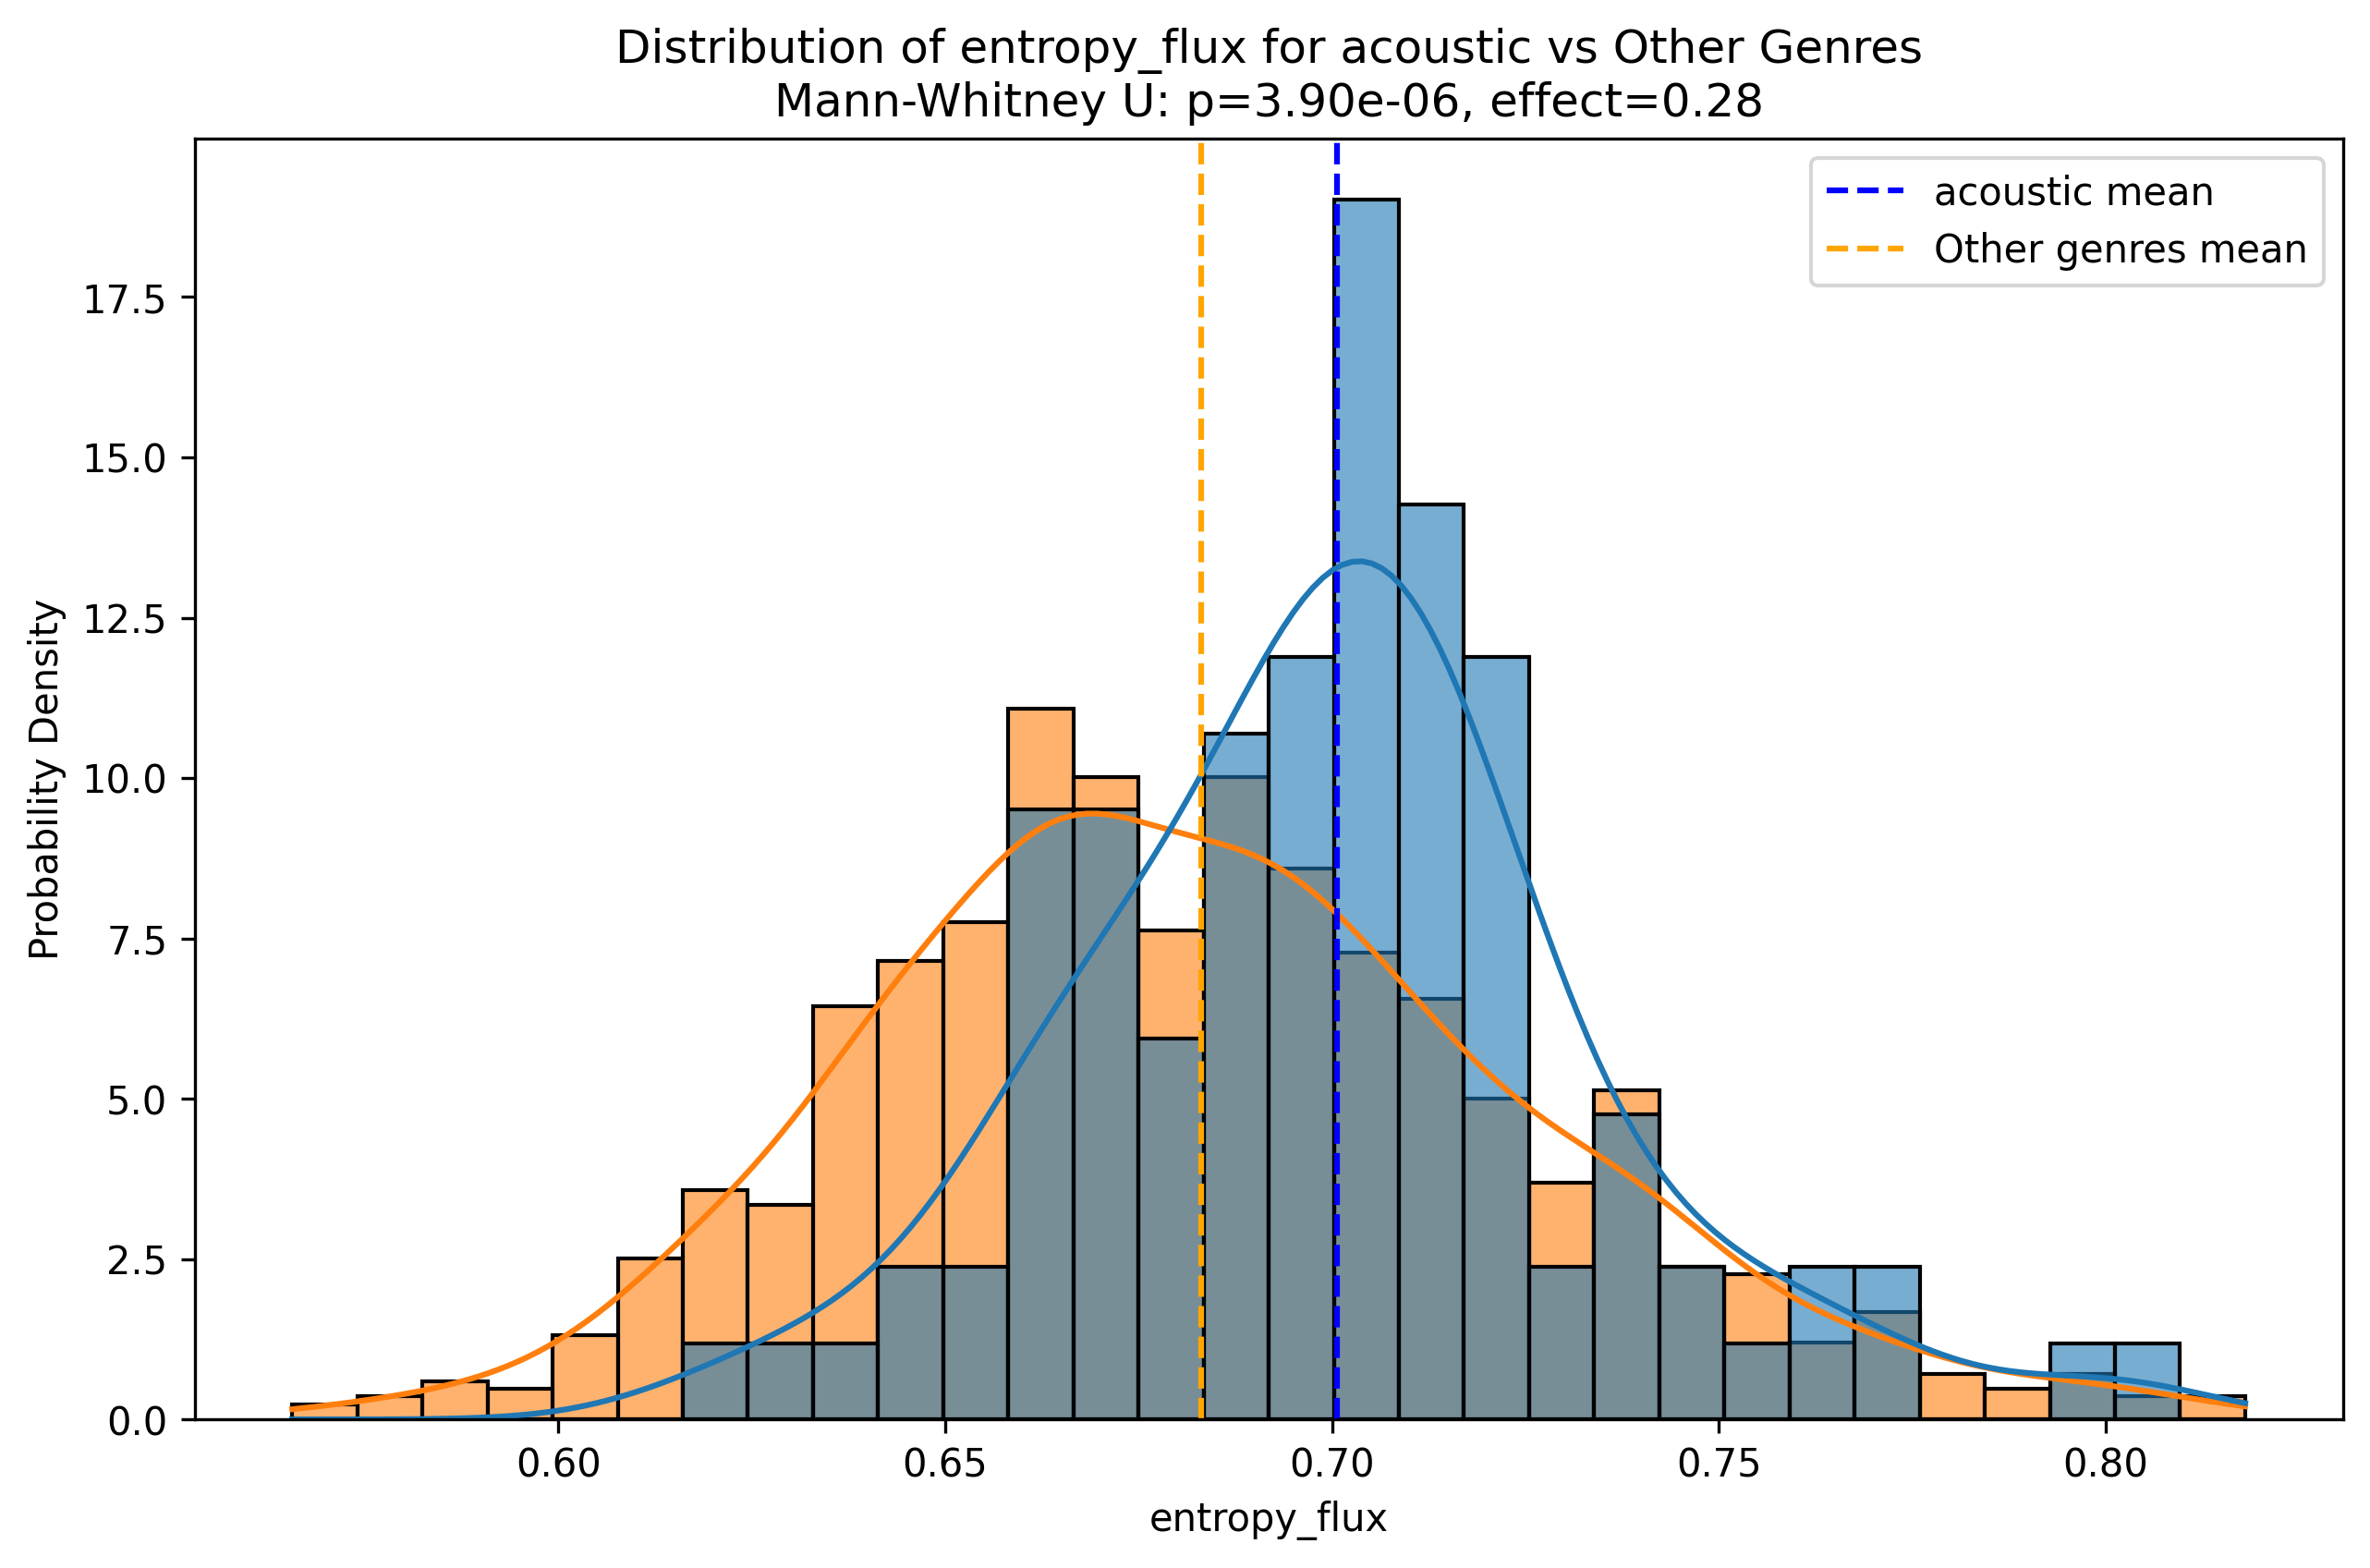 Distribution of entropy_flux for acoustic vs Other Genres
Mann-Whitney U: p=3.90e-06, effect=0.28
acoustic mean
Other genres mean
Probability Density
17.5
15.0
12.5
10.0
7.5
5.0
2.5
0.0
0.60
0.65
0.70
0.75
0.80
entropy_flux